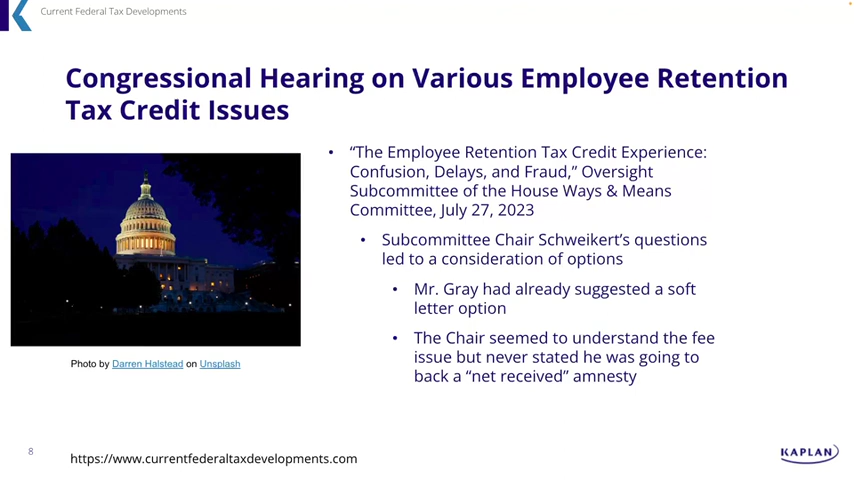 Current Federal Tax Developments
Congressional Hearing on Various Employee Retention
Tax Credit Issues
• “The Employee Retention Tax Credit Experience:
Confusion, Delays, and Fraud,” Oversight
Subcommittee of the House Ways & Means
Committee, July 27, 2023
• Subcommittee Chair Schweikert’s questions
led to a consideration of options
• Mr. Gray had already suggested a soft
letter option
• The Chair seemed to understand the fee
issue but never stated he was going to
back a “net received” amnesty
Photo by Darren Halstead on Unsplash
8
https://www.currentfederaltaxdevelopments.com
KAPLAN